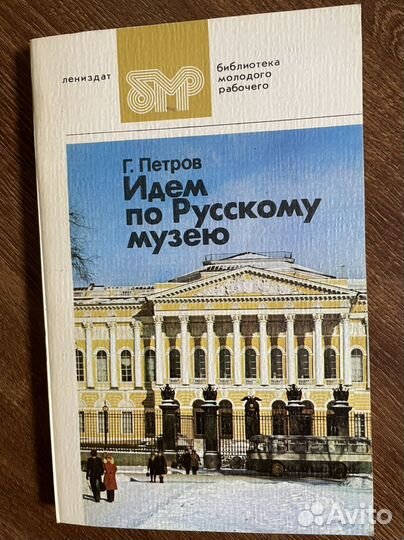 лениздат
бмр
библиотека
молодого
рабочего
Г. Петров
Идем
по Русскому
музею
Avito